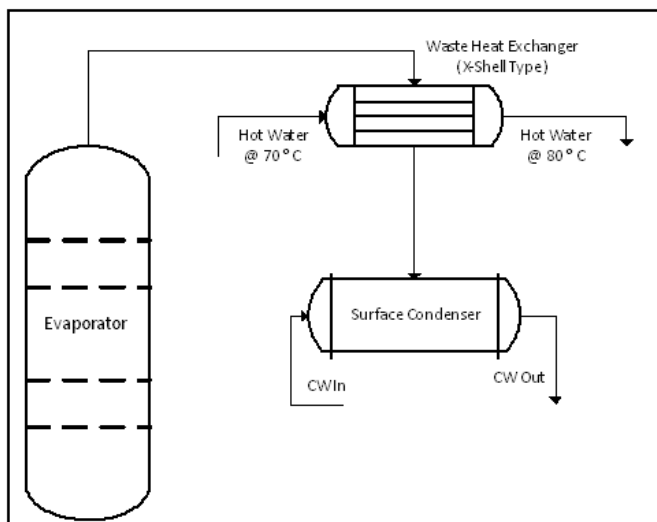 Waste Heat Exchanger
(X-Shell Type)
Hot Water
@ 70° C
Hot Water
@ 80° C
Evaporator
Surface Condenser
CW In
CW Out